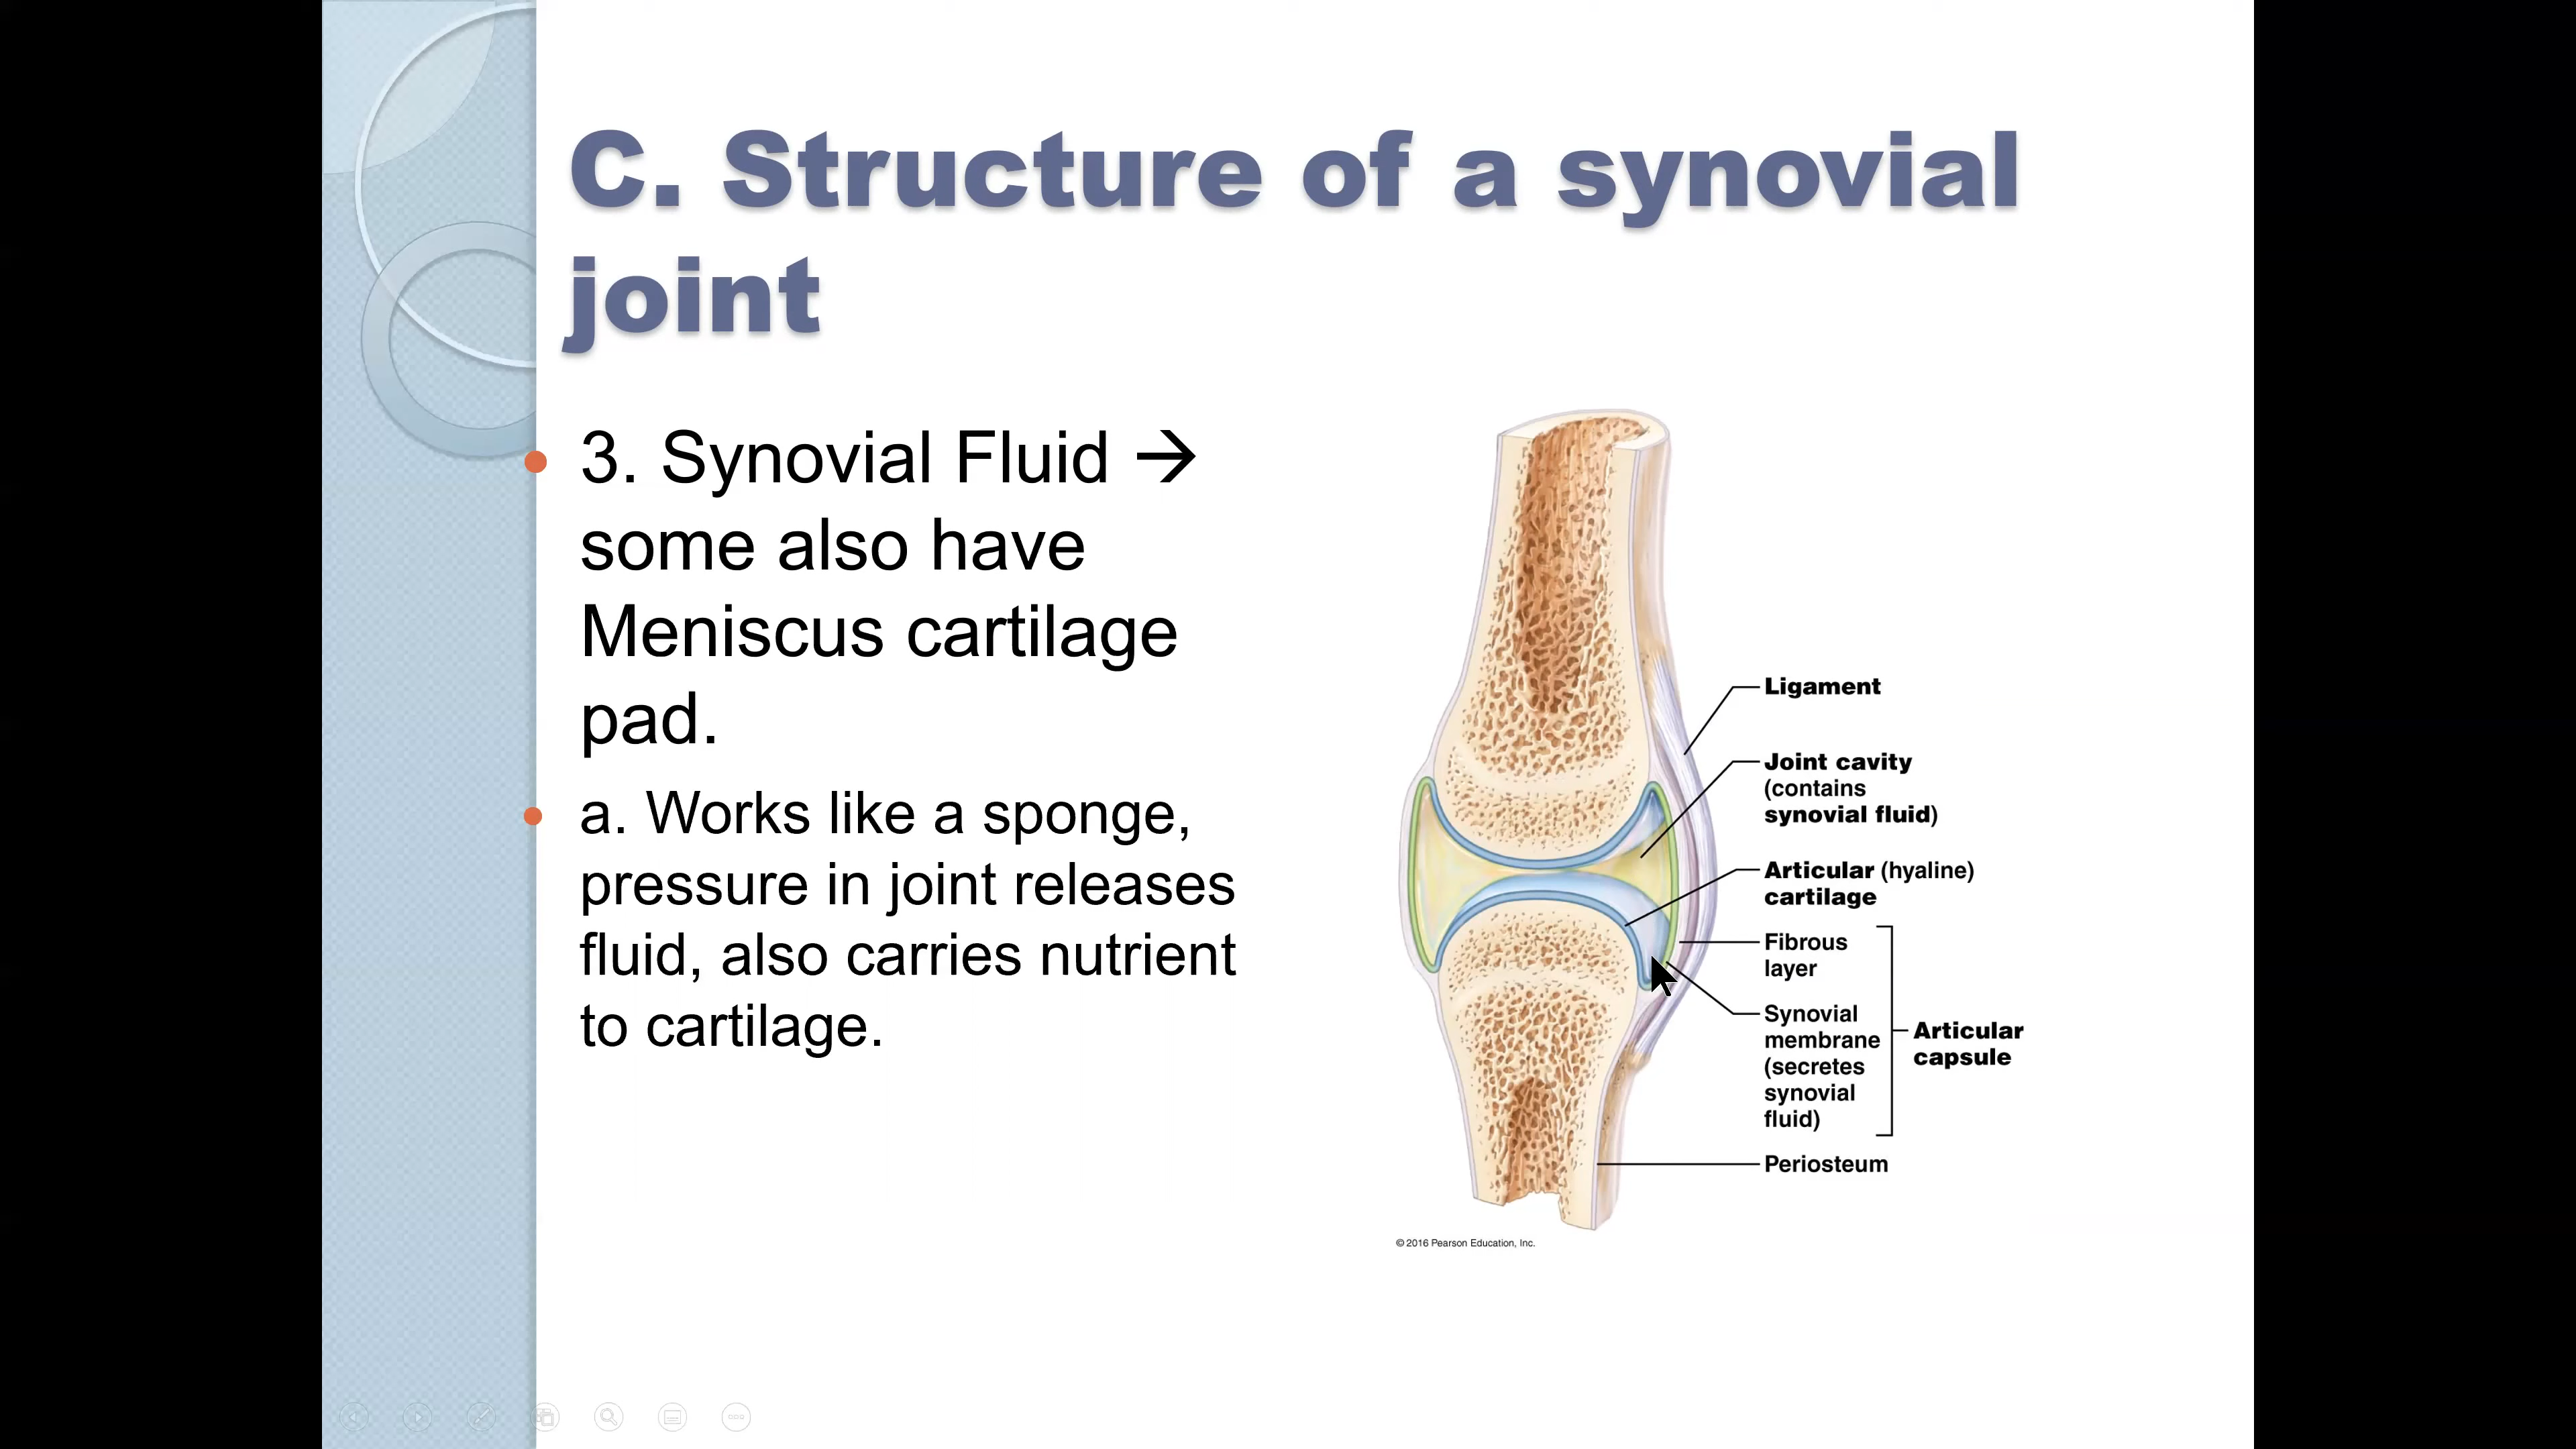 C. Structure of a synovial
joint
3. Synovial Fluid →
some also have
Meniscus cartilage
pad.
a. Works like a sponge,
pressure in joint releases
fluid, also carries nutrient
to cartilage.
Ligament
Joint cavity
(contains
synovial fluid)
Articular (hyaline)
cartilage
Fibrous
layer
Synovial
membrane
(secretes
synovial
fluid)
Articular
capsule
Periosteum
© 2016 Pearson Education, Inc.